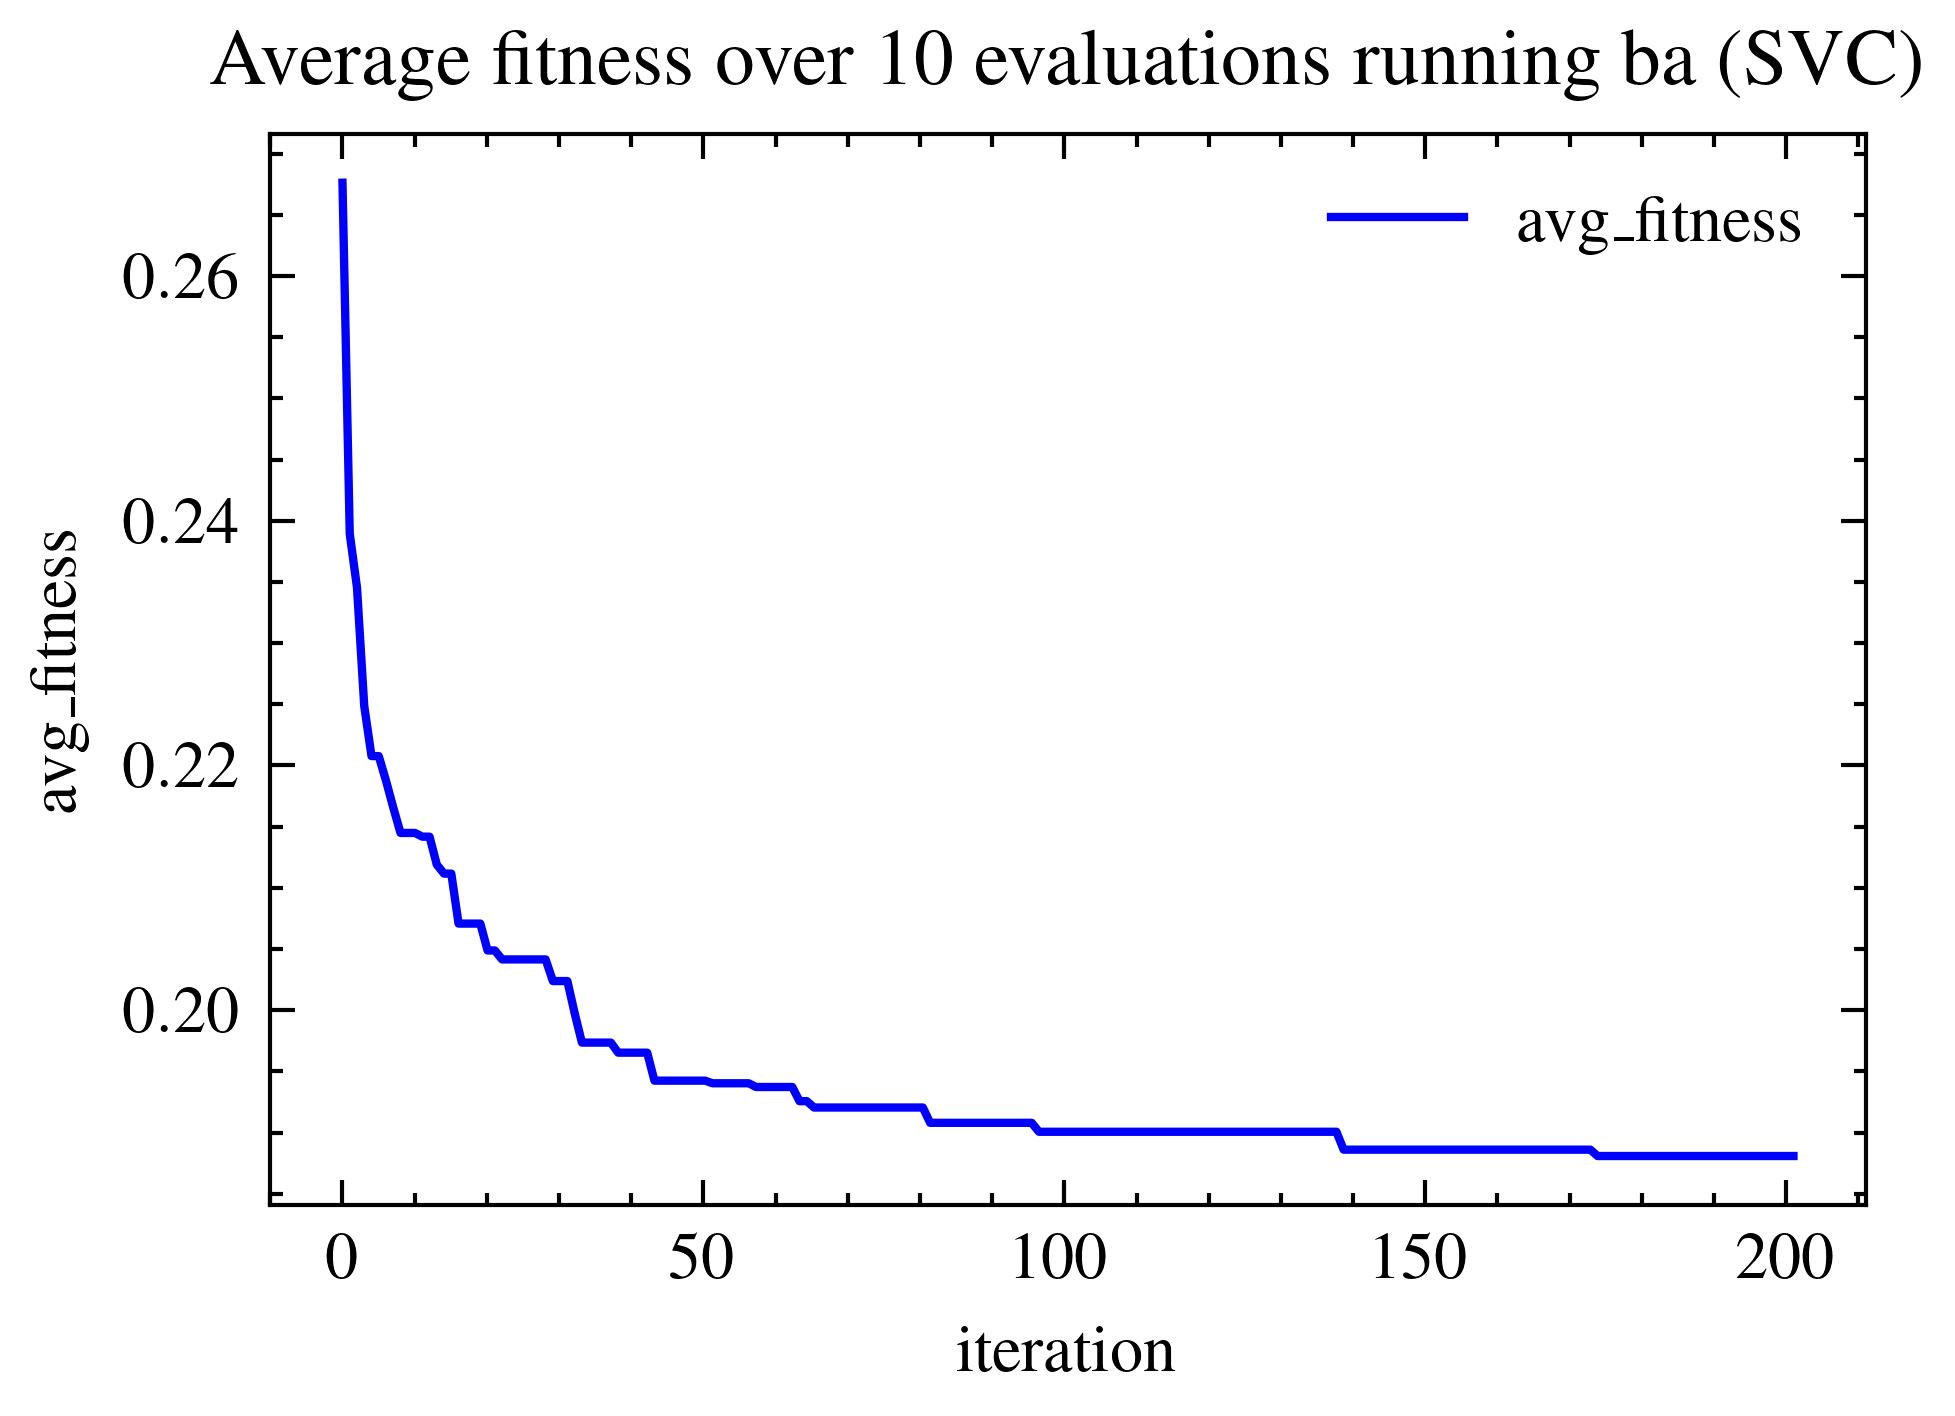 Average fitness over 10 evaluations running ba (SVC)
avg_fitness
0.26
0.24
0.22
0.20
avg_fitness
0 50 100 150 200
iteration